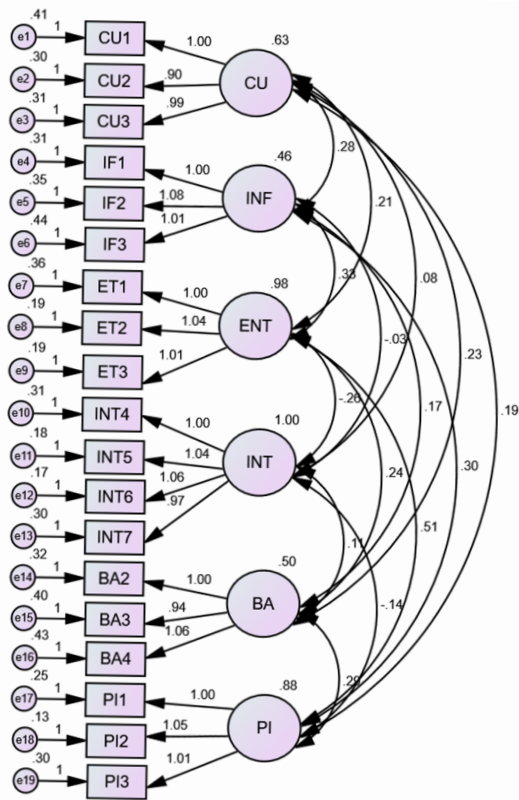 .41
e1 1 CU1 1.00 .63
.30
e2 1 CU2 .90 CU
.31
e3 1 CU3 .99
.31
e4 1 IF1 1.00 .46 .28
.35
e5 1 IF2 1.08 INF .21
.44
e6 1 IF3 1.01
.36
e7 1 ET1 1.00 .98 .33 .08
.19
e8 1 ET2 1.04 ENT -.03
.19
e9 1 ET3 1.01 .23
.31
e10 1 INT4 1.00 1.00 -.26 .17 .19
.18
e11 1 INT5 1.04 INT
.17
e12 1 INT6 1.06 .24 .30
.30
e13 1 INT7 .97 .11 .51
.32
e14 1 BA2 1.00 .50
.40
e15 1 BA3 .94 BA -.14
.43
e16 1 BA4 1.06
.25
e17 1 PI1 1.00 .88 .29
.13
e18 1 PI2 1.05 PI
.30
e19 1 PI3 1.01